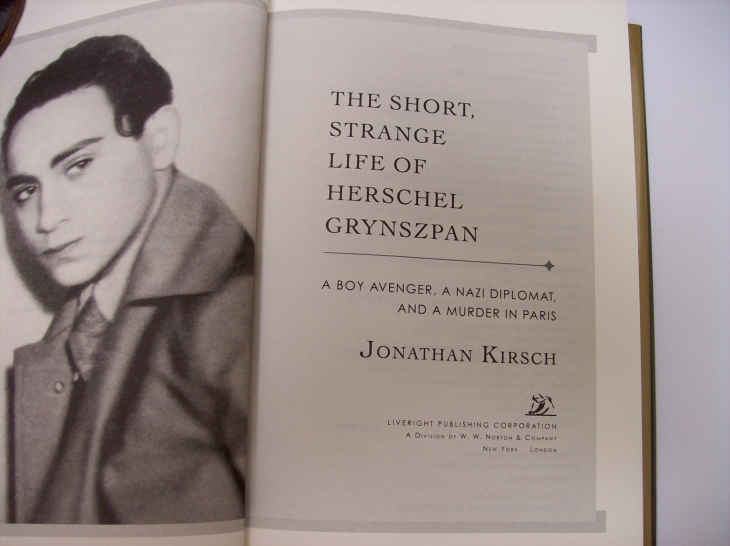 THE SHORT,
STRANGE
LIFE OF
HERSCHEL
GRYNSZPAN
A BOY AVENGER, A NAZI DIPLOMAT,
AND A MURDER IN PARIS
JONATHAN KIRSCH
LIVERIGHT PUBLISHING CORPORATION
A DIVISION OF W. W. NORTON & COMPANY
NEW YORK LONDON